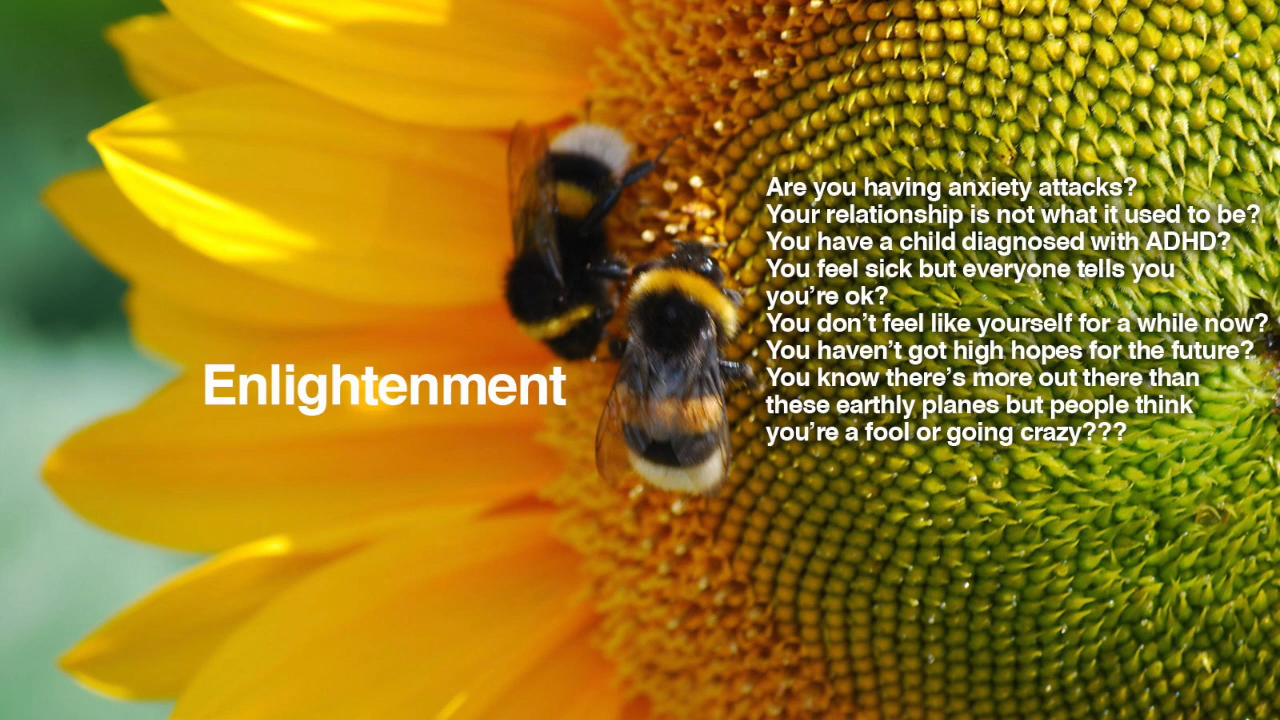 Enlightenment
Are you having anxiety attacks?
Your relationship is not what it used to be?
You have a child diagnosed with ADHD?
You feel sick but everyone tells you
you’re ok?
You don’t feel like yourself for a while now?
You haven’t got high hopes for the future?
You know there’s more out there than
these earthly planes but people think
you’re a fool or going crazy???